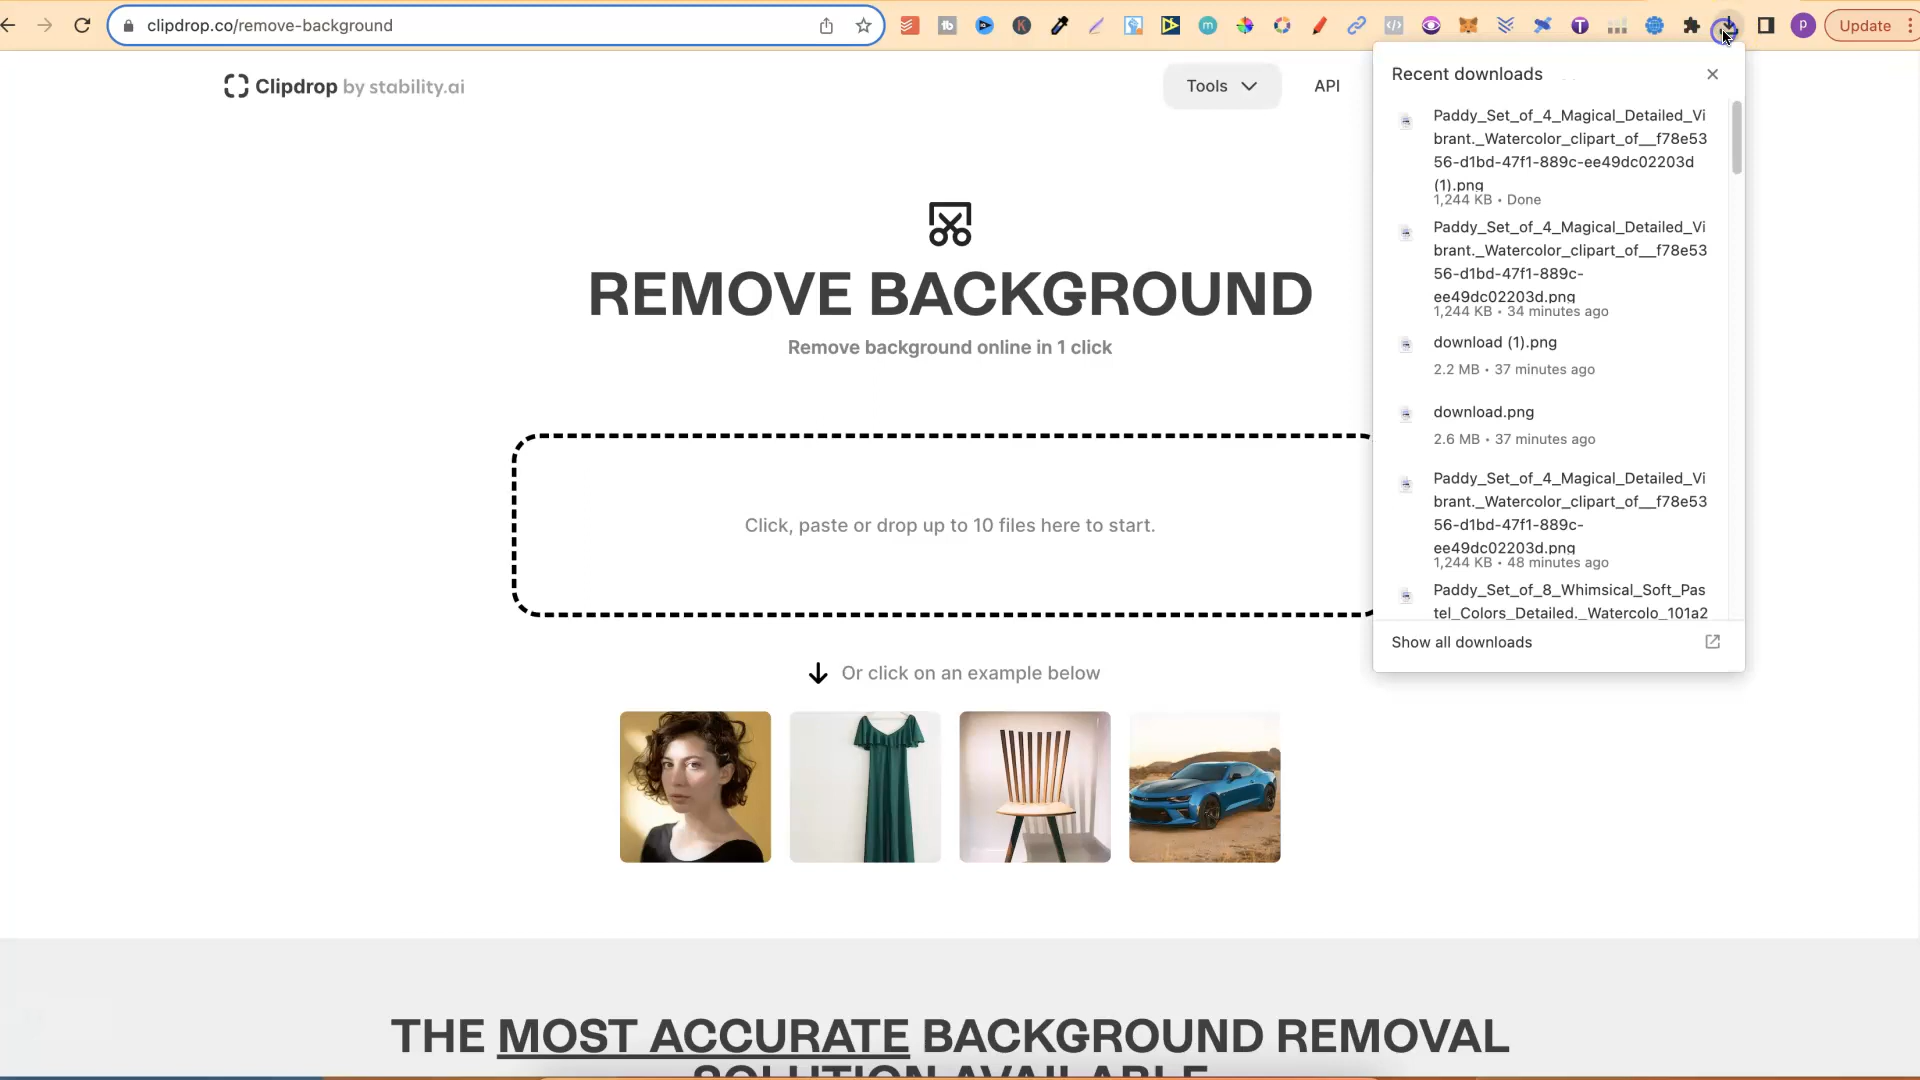 clipdrop.co/remove-background
Update
Clipdrop by stability.ai
Tools
API
REMOVE BACKGROUND
Remove background online in 1 click
Click, paste or drop up to 10 files here to start.
Or click on an example below
THE MOST ACCURATE BACKGROUND REMOVAL
SOLUTION AVAILABLE
Recent downloads
Paddy_Set_of_4_Magical_Detailed_Vi
brant._Watercolor_clipart_of__f78e53
56-d1bd-47f1-889c-ee49dc02203d
(1).png
1,244 KB • Done
Paddy_Set_of_4_Magical_Detailed_Vi
brant._Watercolor_clipart_of__f78e53
56-d1bd-47f1-889c-
ee49dc02203d.png
1,244 KB • 34 minutes ago
download (1).png
2.2 MB • 37 minutes ago
download.png
2.6 MB • 37 minutes ago
Paddy_Set_of_4_Magical_Detailed_Vi
brant._Watercolor_clipart_of__f78e53
56-d1bd-47f1-889c-
ee49dc02203d.png
1,244 KB • 48 minutes ago
Paddy_Set_of_8_Whimsical_Soft_Pas
tel_Colors_Detailed._Watercolo_101a2
Show all downloads